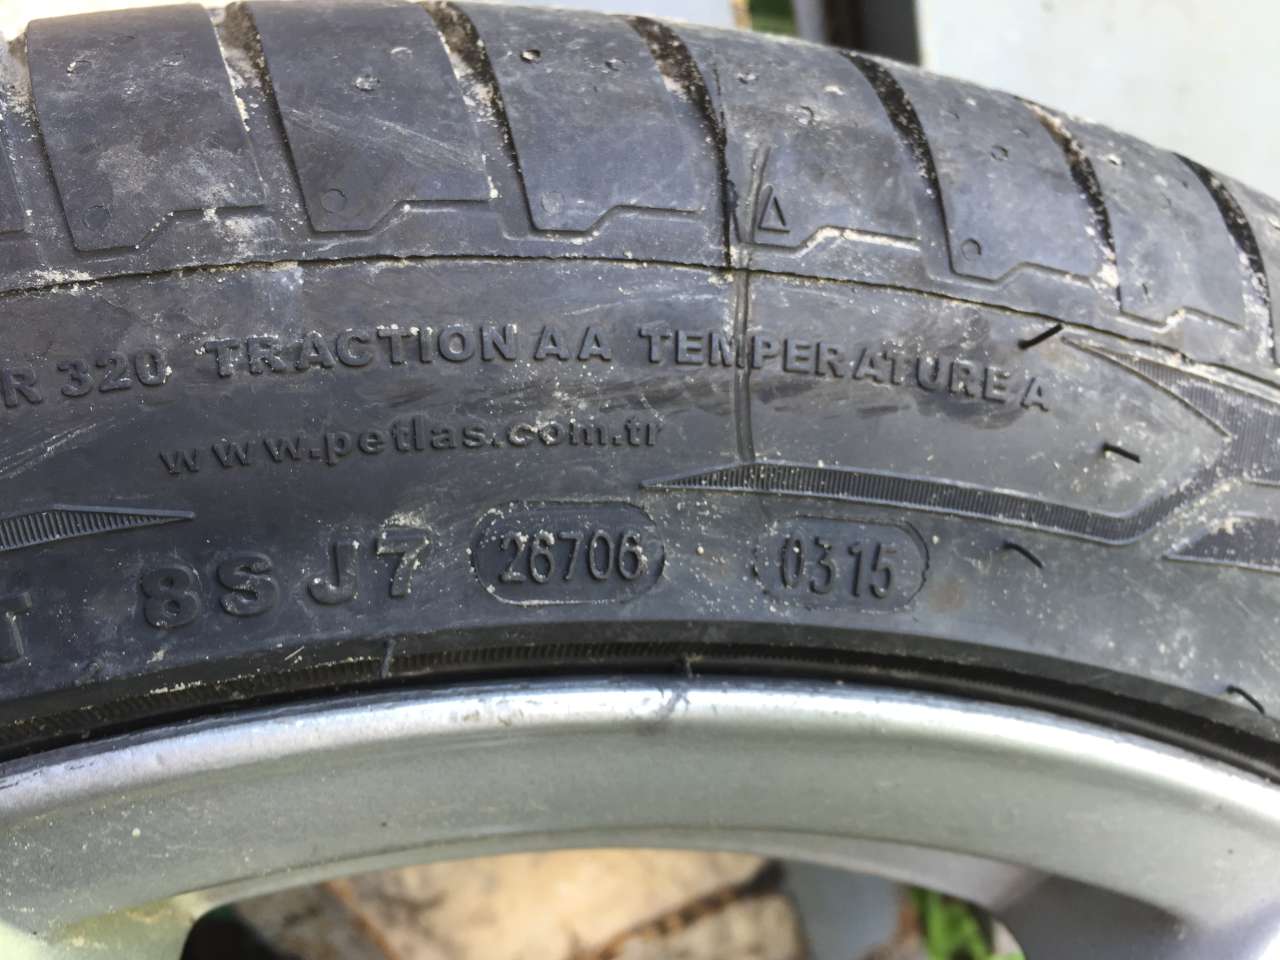 R 320 TRACTION AA TEMPERATURE A
www.petlas.com.tr
8S J7 26706 0315